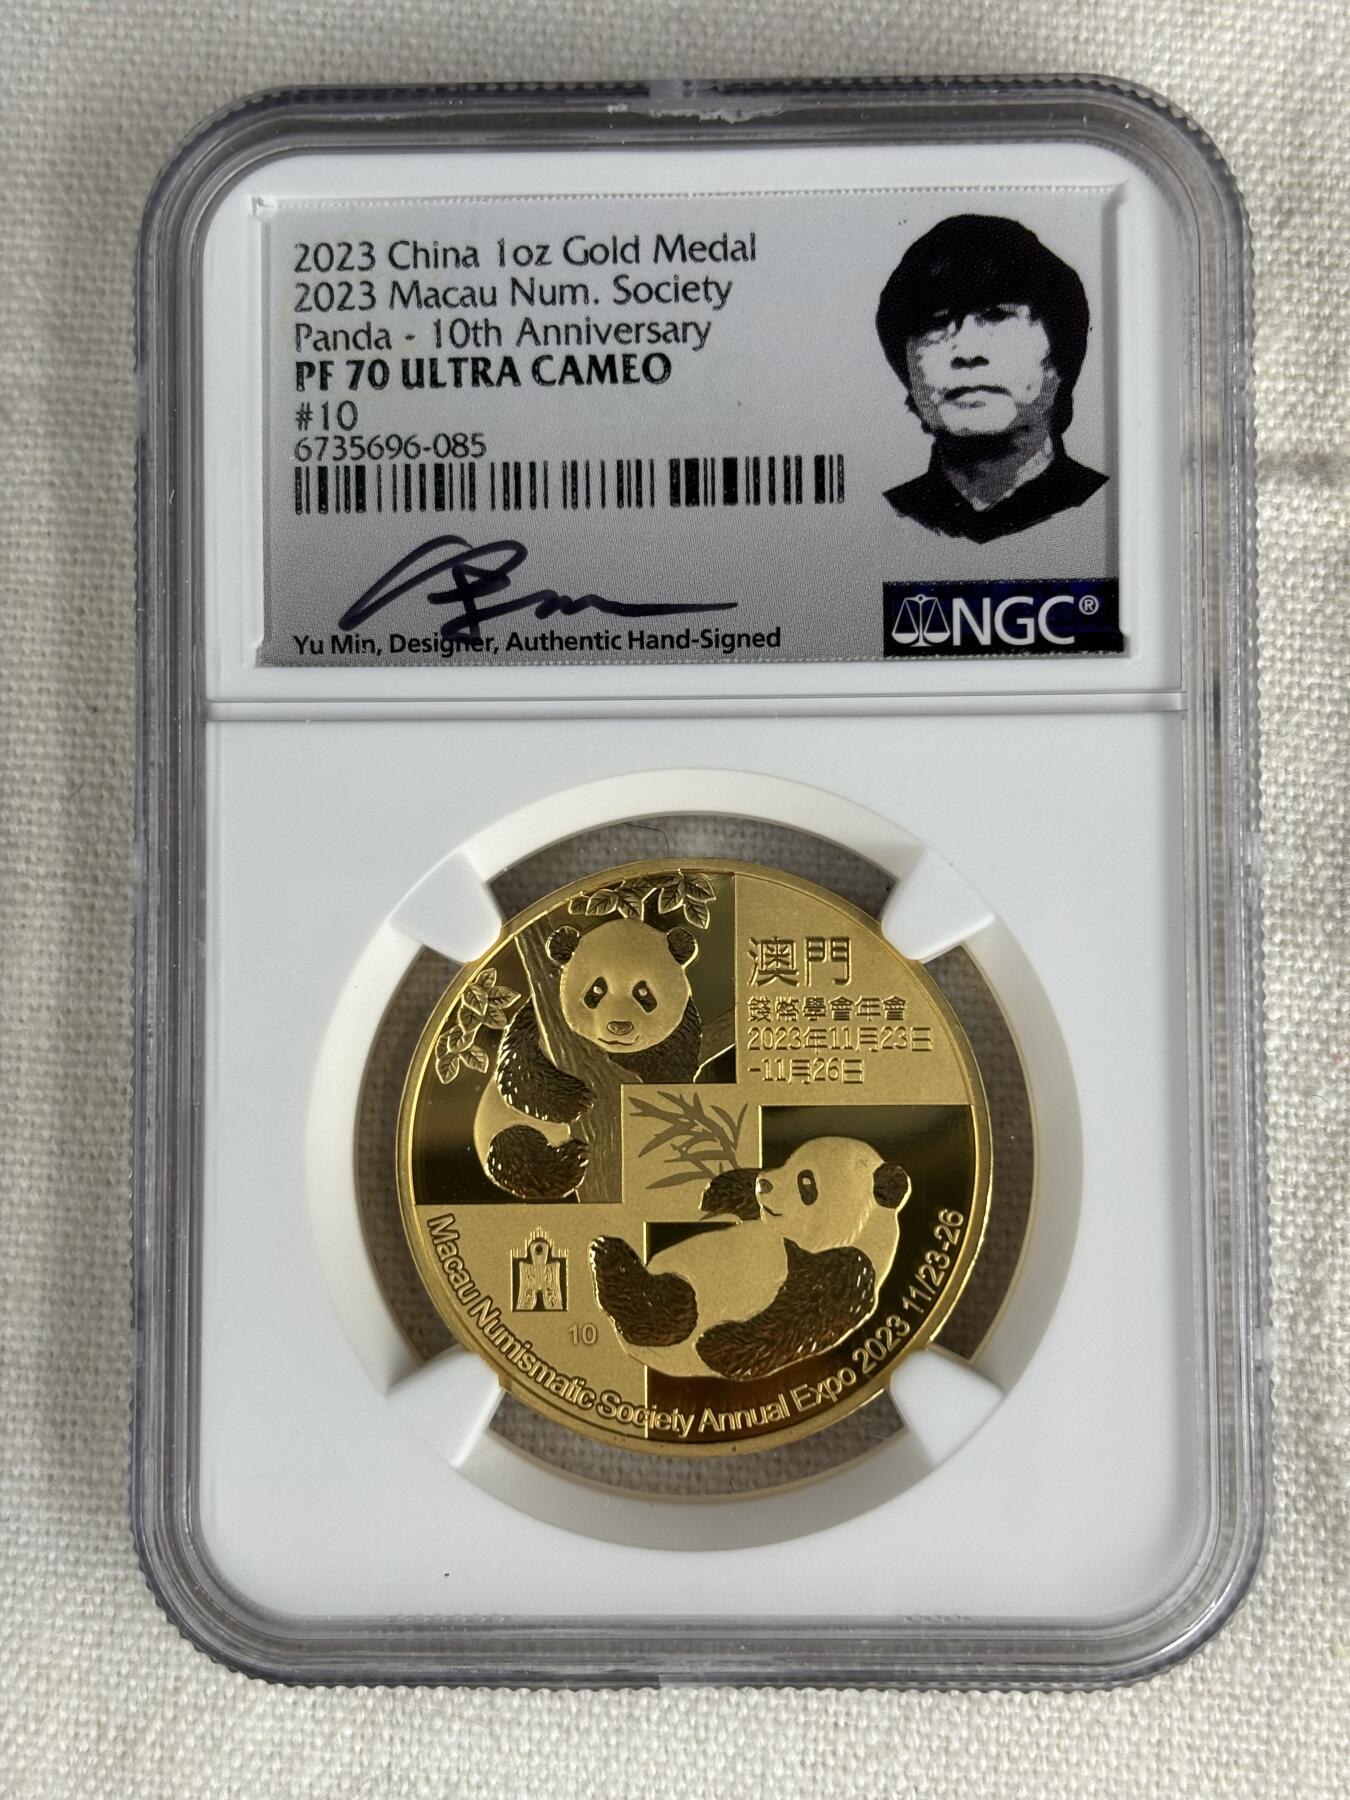 2023 China 1oz Gold Medal
2023 Macau Num. Society
Panda - 10th Anniversary
PF 70 ULTRA CAMEO
#10
6735696-085
Yu Min, Designer, Authentic Hand-Signed
NGC®
澳門
錢幣學會年會
2023年11月23日
-11月26日
10
Macau Numismatic Society Annual Expo 2023 11/23-26